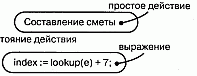 простое действие
Составление сметы
тояние действия
выражение
index := lookup(e) + 7;